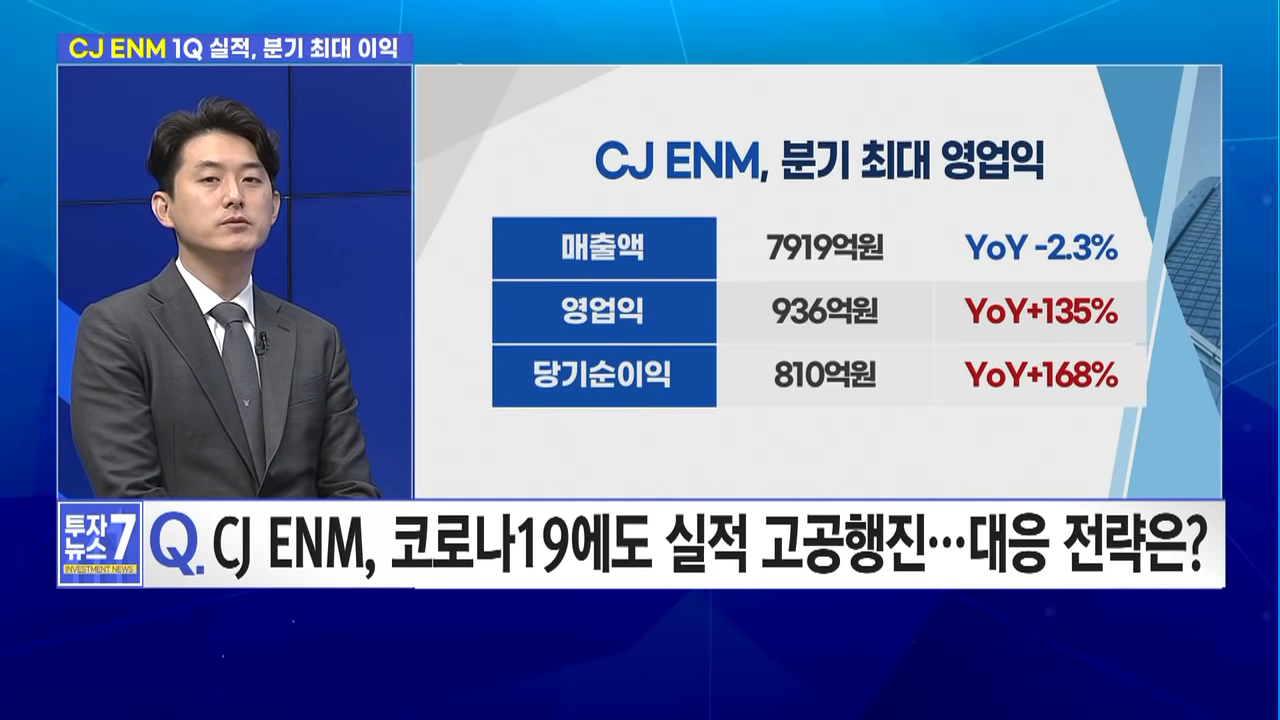 CJ ENM 1Q 실적, 분기 최대 이익
CJ ENM, 분기 최대 영업익
매출액 7919억원 YoY -2.3%
영업익 936억원 YoY+135%
당기순이익 810억원 YoY+168%
투자
뉴스 7
INVESTMENT NEWS
Q. CJ ENM, 코로나19에도 실적 고공행진…대응 전략은?